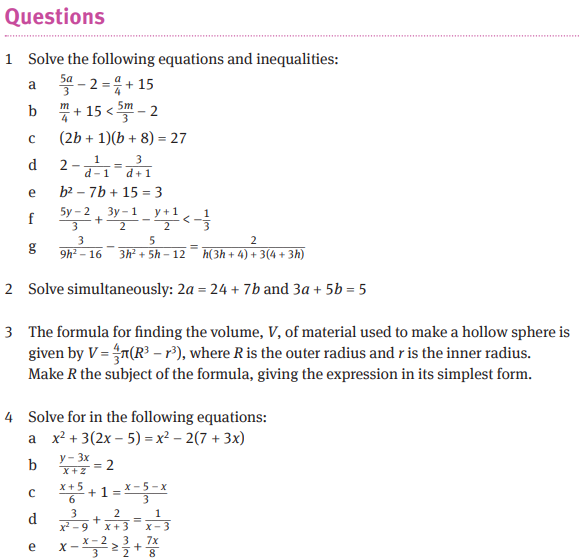 Questions
1 Solve the following equations and inequalities:
a 5a/3 – 2 = a/4 + 15
b m/4 + 15 < 5m/3 – 2
c (2b + 1)(b + 8) = 27
d 2 – 1/(d – 1) = 3/(d + 1)
e b² – 7b + 15 = 3
f (5y – 2)/3 + (3y – 1)/2 – (y + 1)/2 < –1/3
g 3/(9h² – 16) – 5/(3h² + 5h – 12) = 2/(h(3h + 4) + 3(4 + 3h))
2 Solve simultaneously: 2a = 24 + 7b and 3a + 5b = 5
3 The formula for finding the volume, V, of material used to make a hollow sphere is
given by V = 4/3 π(R³ – r³), where R is the outer radius and r is the inner radius.
Make R the subject of the formula, giving the expression in its simplest form.
4 Solve for in the following equations:
a x² + 3(2x – 5) = x² – 2(7 + 3x)
b (y – 3x)/(x + z) = 2
c (x + 5)/6 + 1 = (x – 5 – x)/3
d 3/(x² – 9) + 2/(x + 3) = 1/(x – 3)
e x – (x – 2)/3 ≥ 3/2 + 7x/8